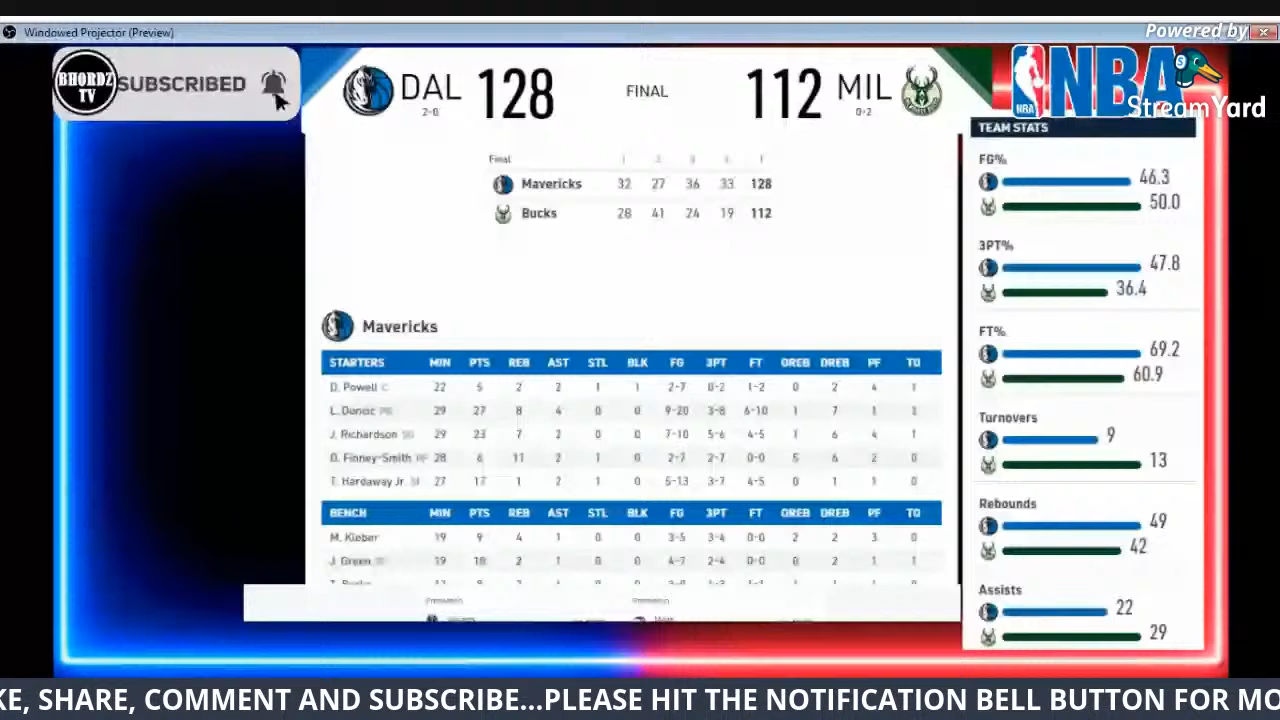 Windowed Projector (Preview)
Powered by
StreamYard
BHORDZ TV
SUBSCRIBED
DAL 128 FINAL 112 MIL
2-0 0-2
NBA
NBA
Final 1 2 3 4 T
Mavericks 32 27 36 33 128
Bucks 28 41 24 19 112
Mavericks
STARTERS MIN PTS REB AST STL BLK FG 3PT FT OREB DREB PF TO
D. Powell C 22 5 2 2 1 1 2-7 0-2 1-2 0 2 4 1
L. Doncic PG 29 27 8 4 0 0 9-20 3-8 6-10 1 7 1
J. Richardson SG 29 23 7 2 0 0 7-10 5-6 4-5 1 6 4 1
D. Finney-Smith PF 28 6 11 2 1 0 2-7 2-7 0-0 5 6 2 0
T. Hardaway Jr. SF 27 17 1 2 1 0 5-13 3-7 4-5 0 1 1 0
BENCH MIN PTS REB AST STL BLK FG 3PT FT OREB DREB PF TO
M. Kleber 19 9 4 1 0 0 3-5 3-4 0-0 2 2 3 0
J. Green 19 10 2 1 0 0 4-7 2-4 0-0 0 2 1 1
TEAM STATS
FG%
46.3
50.0
3PT%
47.8
36.4
FT%
69.2
60.9
Turnovers
9
13
Rebounds
49
42
Assists
22
29
KE, SHARE, COMMENT AND SUBSCRIBE...PLEASE HIT THE NOTIFICATION BELL BUTTON FOR MO